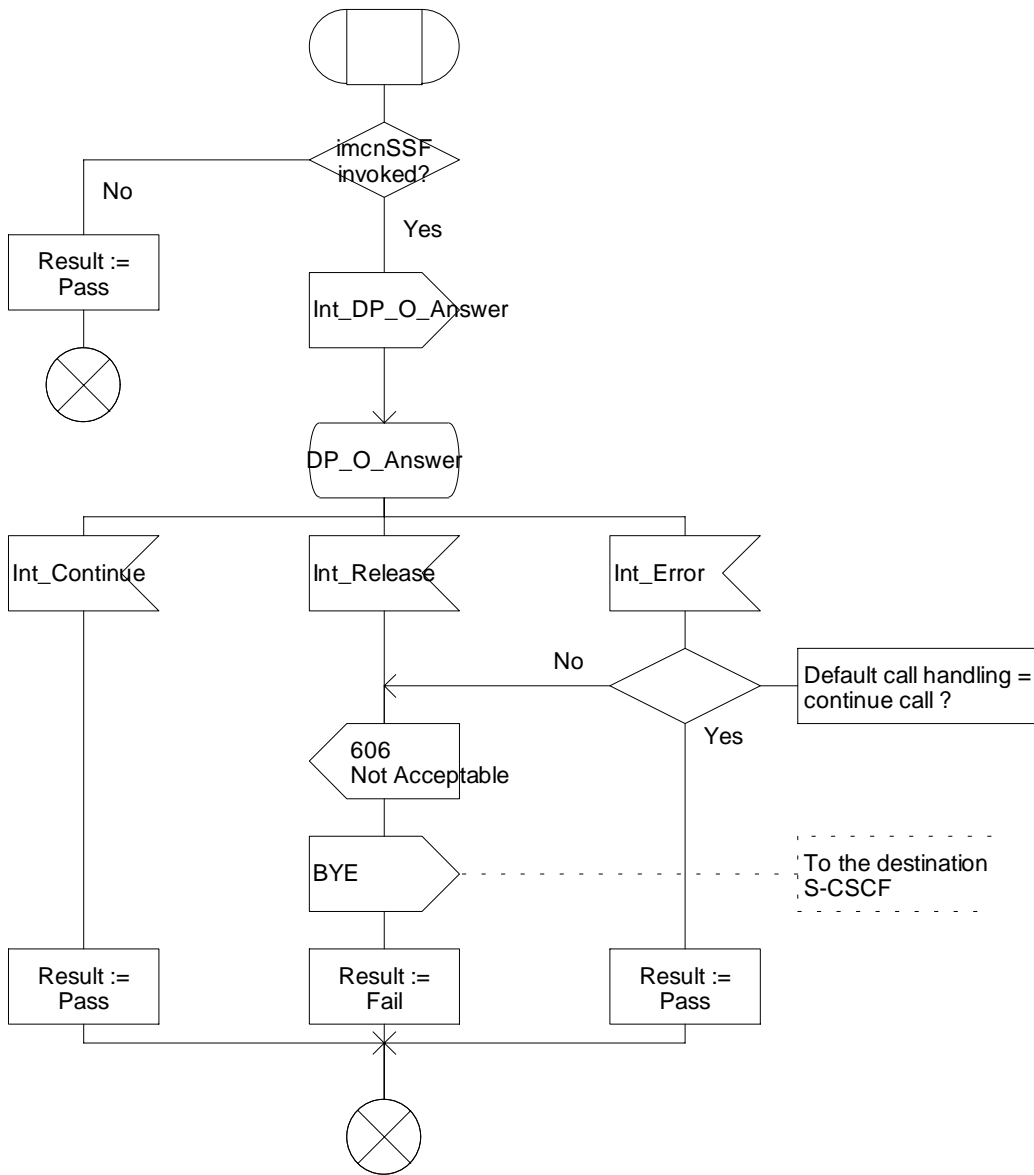 imcnSSF
invoked?
No
Yes
Result :=
Pass
Int_DP_O_Answer
DP_O_Answer
Int_Continue
Int_Release
Int_Error
No
Default call handling =
continue call ?
Yes
606
Not Acceptable
BYE
To the destination
S-CSCF
Result :=
Pass
Result :=
Fail
Result :=
Pass